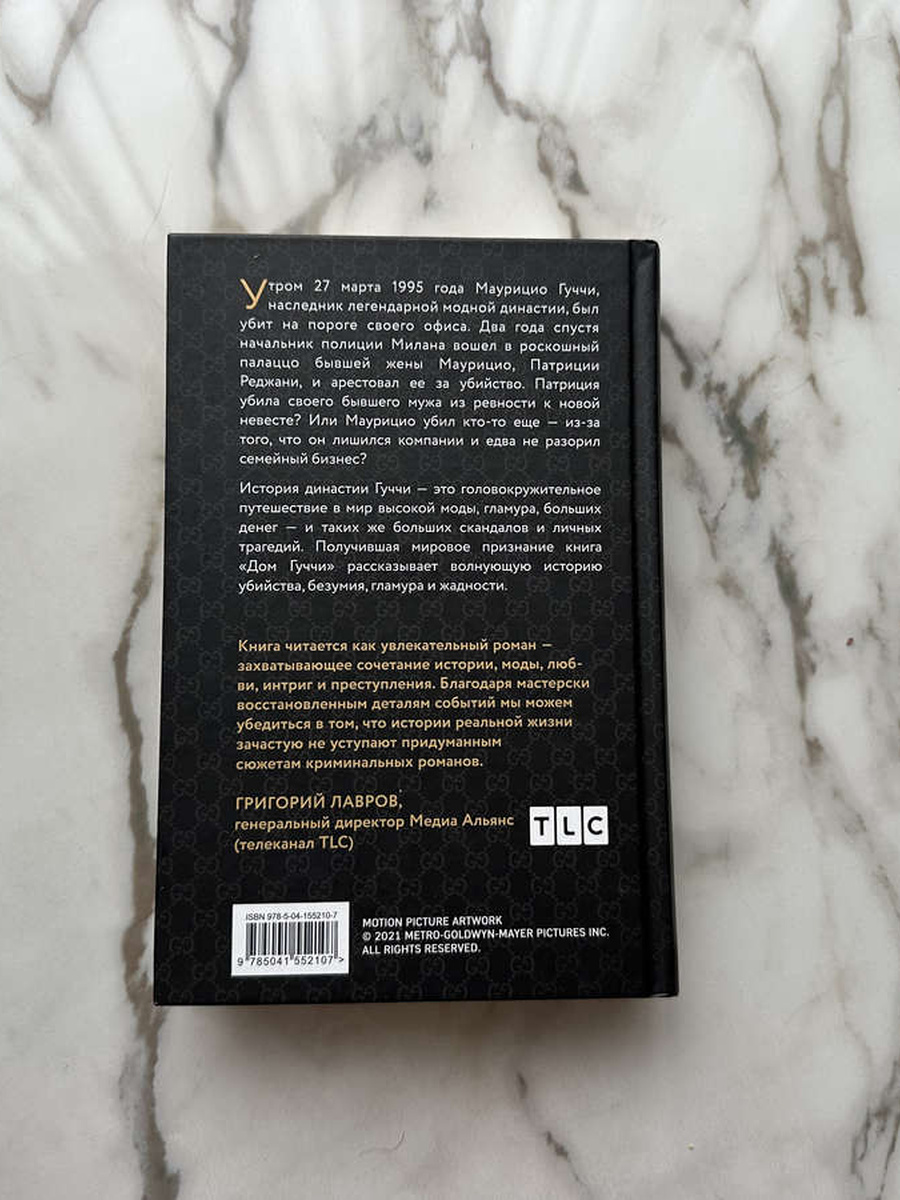 Утром 27 марта 1995 года Маурицио Гуччи,
наследник легендарной модной династии, был
убит на пороге своего офиса. Два года спустя
начальник полиции Милана вошел в роскошный
палаццо бывшей жены Маурицио, Патриции
Реджани, и арестовал ее за убийство. Патриция
убила своего бывшего мужа из ревности к новой
невесте? Или Маурицио убил кто-то еще — из-за
того, что он лишился компании и едва не разорил
семейный бизнес?
История династии Гуччи — это головокружительное
путешествие в мир высокой моды, гламура, больших
денег — и таких же больших скандалов и личных
трагедий. Получившая мировое признание книга
«Дом Гуччи» рассказывает волнующую историю
убийства, безумия, гламура и жадности.
Книга читается как увлекательный роман —
захватывающее сочетание истории, моды, люб-
ви, интриг и преступления. Благодаря мастерски
восстановленным деталям событий мы можем
убедиться в том, что истории реальной жизни
зачастую не уступают придуманным
сюжетам криминальных романов.
ГРИГОРИЙ ЛАВРОВ,
генеральный директор Медиа Альянс
(телеканал TLC)
TLC
ISBN 978-5-04-155210-7
9 785041 552107 >
MOTION PICTURE ARTWORK
© 2021 METRO-GOLDWYN-MAYER PICTURES INC.
ALL RIGHTS RESERVED.